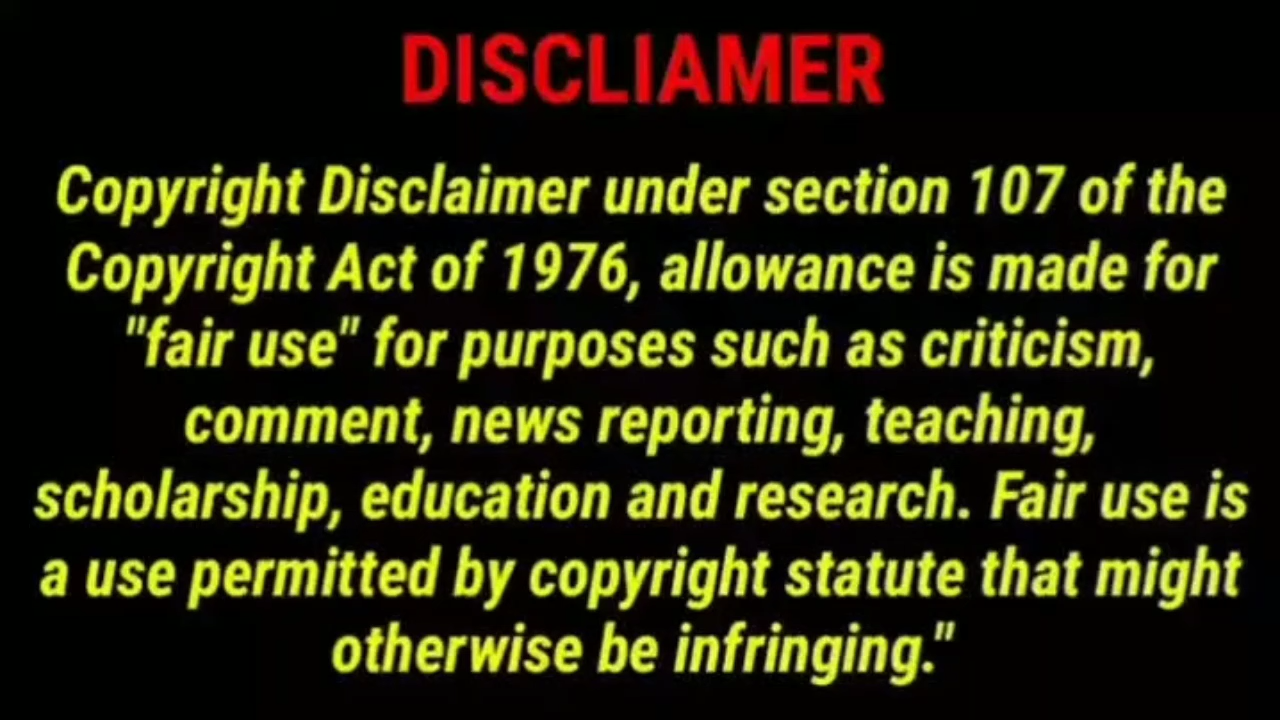 DISCLIAMER
Copyright Disclaimer under section 107 of the
Copyright Act of 1976, allowance is made for
"fair use" for purposes such as criticism,
comment, news reporting, teaching,
scholarship, education and research. Fair use is
a use permitted by copyright statute that might
otherwise be infringing."